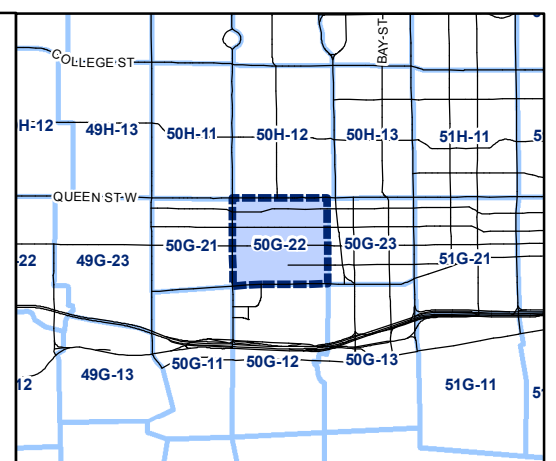 BAY ST
COLLEGE ST
H-12 49H-13 50H-11 50H-12 50H-13 51H-11 5
QUEEN ST W
22 49G-23 50G-21 50G-22 50G-23 51G-21
12 49G-13 50G-11 50G-12 50G-13 51G-11 5